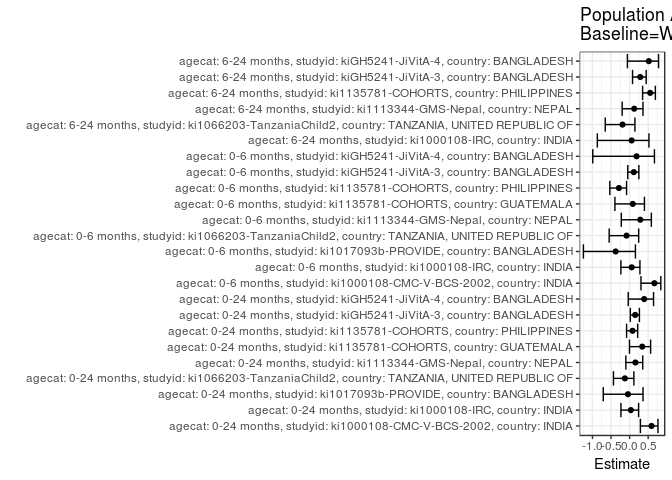 Population
Baseline=W
agecat: 6-24 months, studyid: kiGH5241-JiVitA-4, country: BANGLADESH
agecat: 6-24 months, studyid: kiGH5241-JiVitA-3, country: BANGLADESH
agecat: 6-24 months, studyid: ki1135781-COHORTS, country: PHILIPPINES
agecat: 6-24 months, studyid: ki1113344-GMS-Nepal, country: NEPAL
agecat: 6-24 months, studyid: ki1066203-TanzaniaChild2, country: TANZANIA, UNITED REPUBLIC OF
agecat: 6-24 months, studyid: ki1000108-IRC, country: INDIA
agecat: 0-6 months, studyid: kiGH5241-JiVitA-4, country: BANGLADESH
agecat: 0-6 months, studyid: kiGH5241-JiVitA-3, country: BANGLADESH
agecat: 0-6 months, studyid: ki1135781-COHORTS, country: PHILIPPINES
agecat: 0-6 months, studyid: ki1135781-COHORTS, country: GUATEMALA
agecat: 0-6 months, studyid: ki1113344-GMS-Nepal, country: NEPAL
agecat: 0-6 months, studyid: ki1066203-TanzaniaChild2, country: TANZANIA, UNITED REPUBLIC OF
agecat: 0-6 months, studyid: ki1017093b-PROVIDE, country: BANGLADESH
agecat: 0-6 months, studyid: ki1000108-IRC, country: INDIA
agecat: 0-6 months, studyid: ki1000108-CMC-V-BCS-2002, country: INDIA
agecat: 0-24 months, studyid: kiGH5241-JiVitA-4, country: BANGLADESH
agecat: 0-24 months, studyid: kiGH5241-JiVitA-3, country: BANGLADESH
agecat: 0-24 months, studyid: ki1135781-COHORTS, country: PHILIPPINES
agecat: 0-24 months, studyid: ki1135781-COHORTS, country: GUATEMALA
agecat: 0-24 months, studyid: ki1113344-GMS-Nepal, country: NEPAL
agecat: 0-24 months, studyid: ki1066203-TanzaniaChild2, country: TANZANIA, UNITED REPUBLIC OF
agecat: 0-24 months, studyid: ki1017093b-PROVIDE, country: BANGLADESH
agecat: 0-24 months, studyid: ki1000108-IRC, country: INDIA
agecat: 0-24 months, studyid: ki1000108-CMC-V-BCS-2002, country: INDIA
-1.0 -0.5 0.0 0.5
Estimate